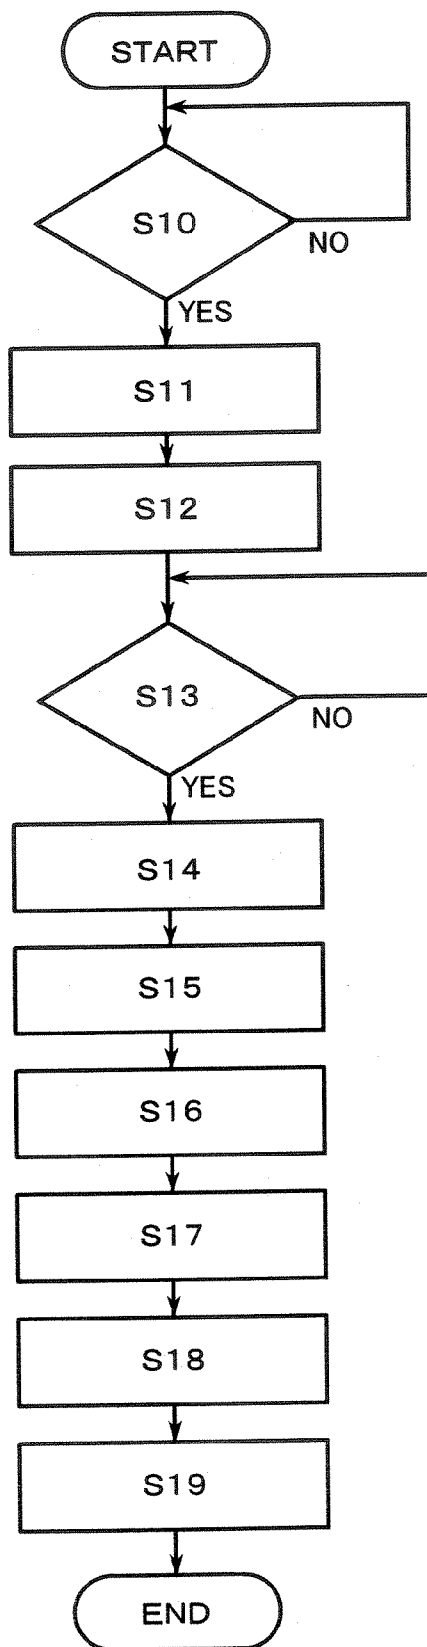 START
S10
NO
YES
S11
S12
S13
NO
YES
S14
S15
S16
S17
S18
S19
END